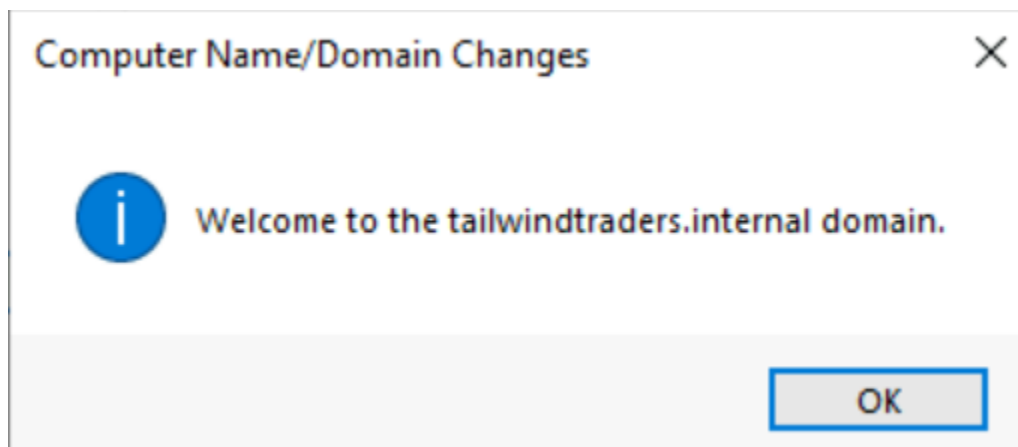 Computer Name/Domain Changes
Welcome to the tailwindtraders.internal domain.
OK